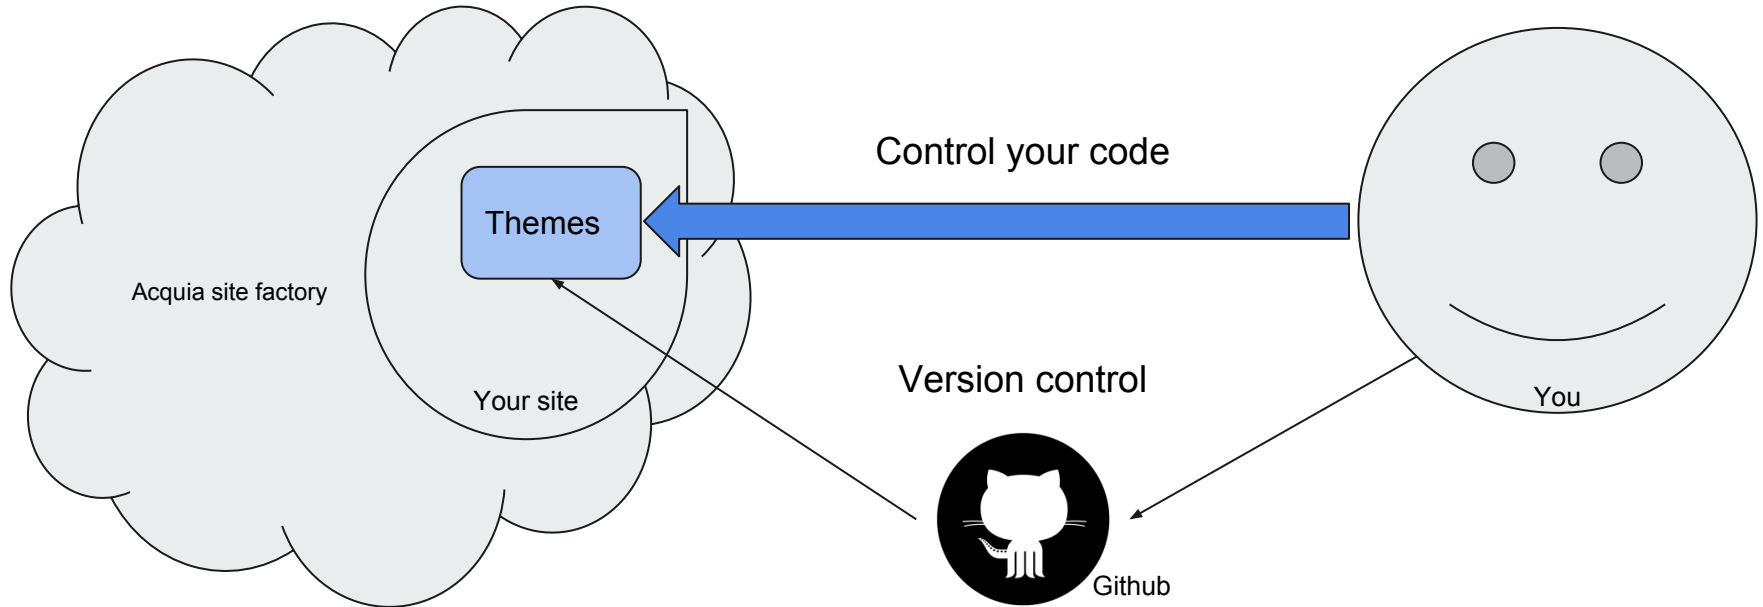 Control your code
Themes
Acquia site factory
Version control
Your site
You
Github